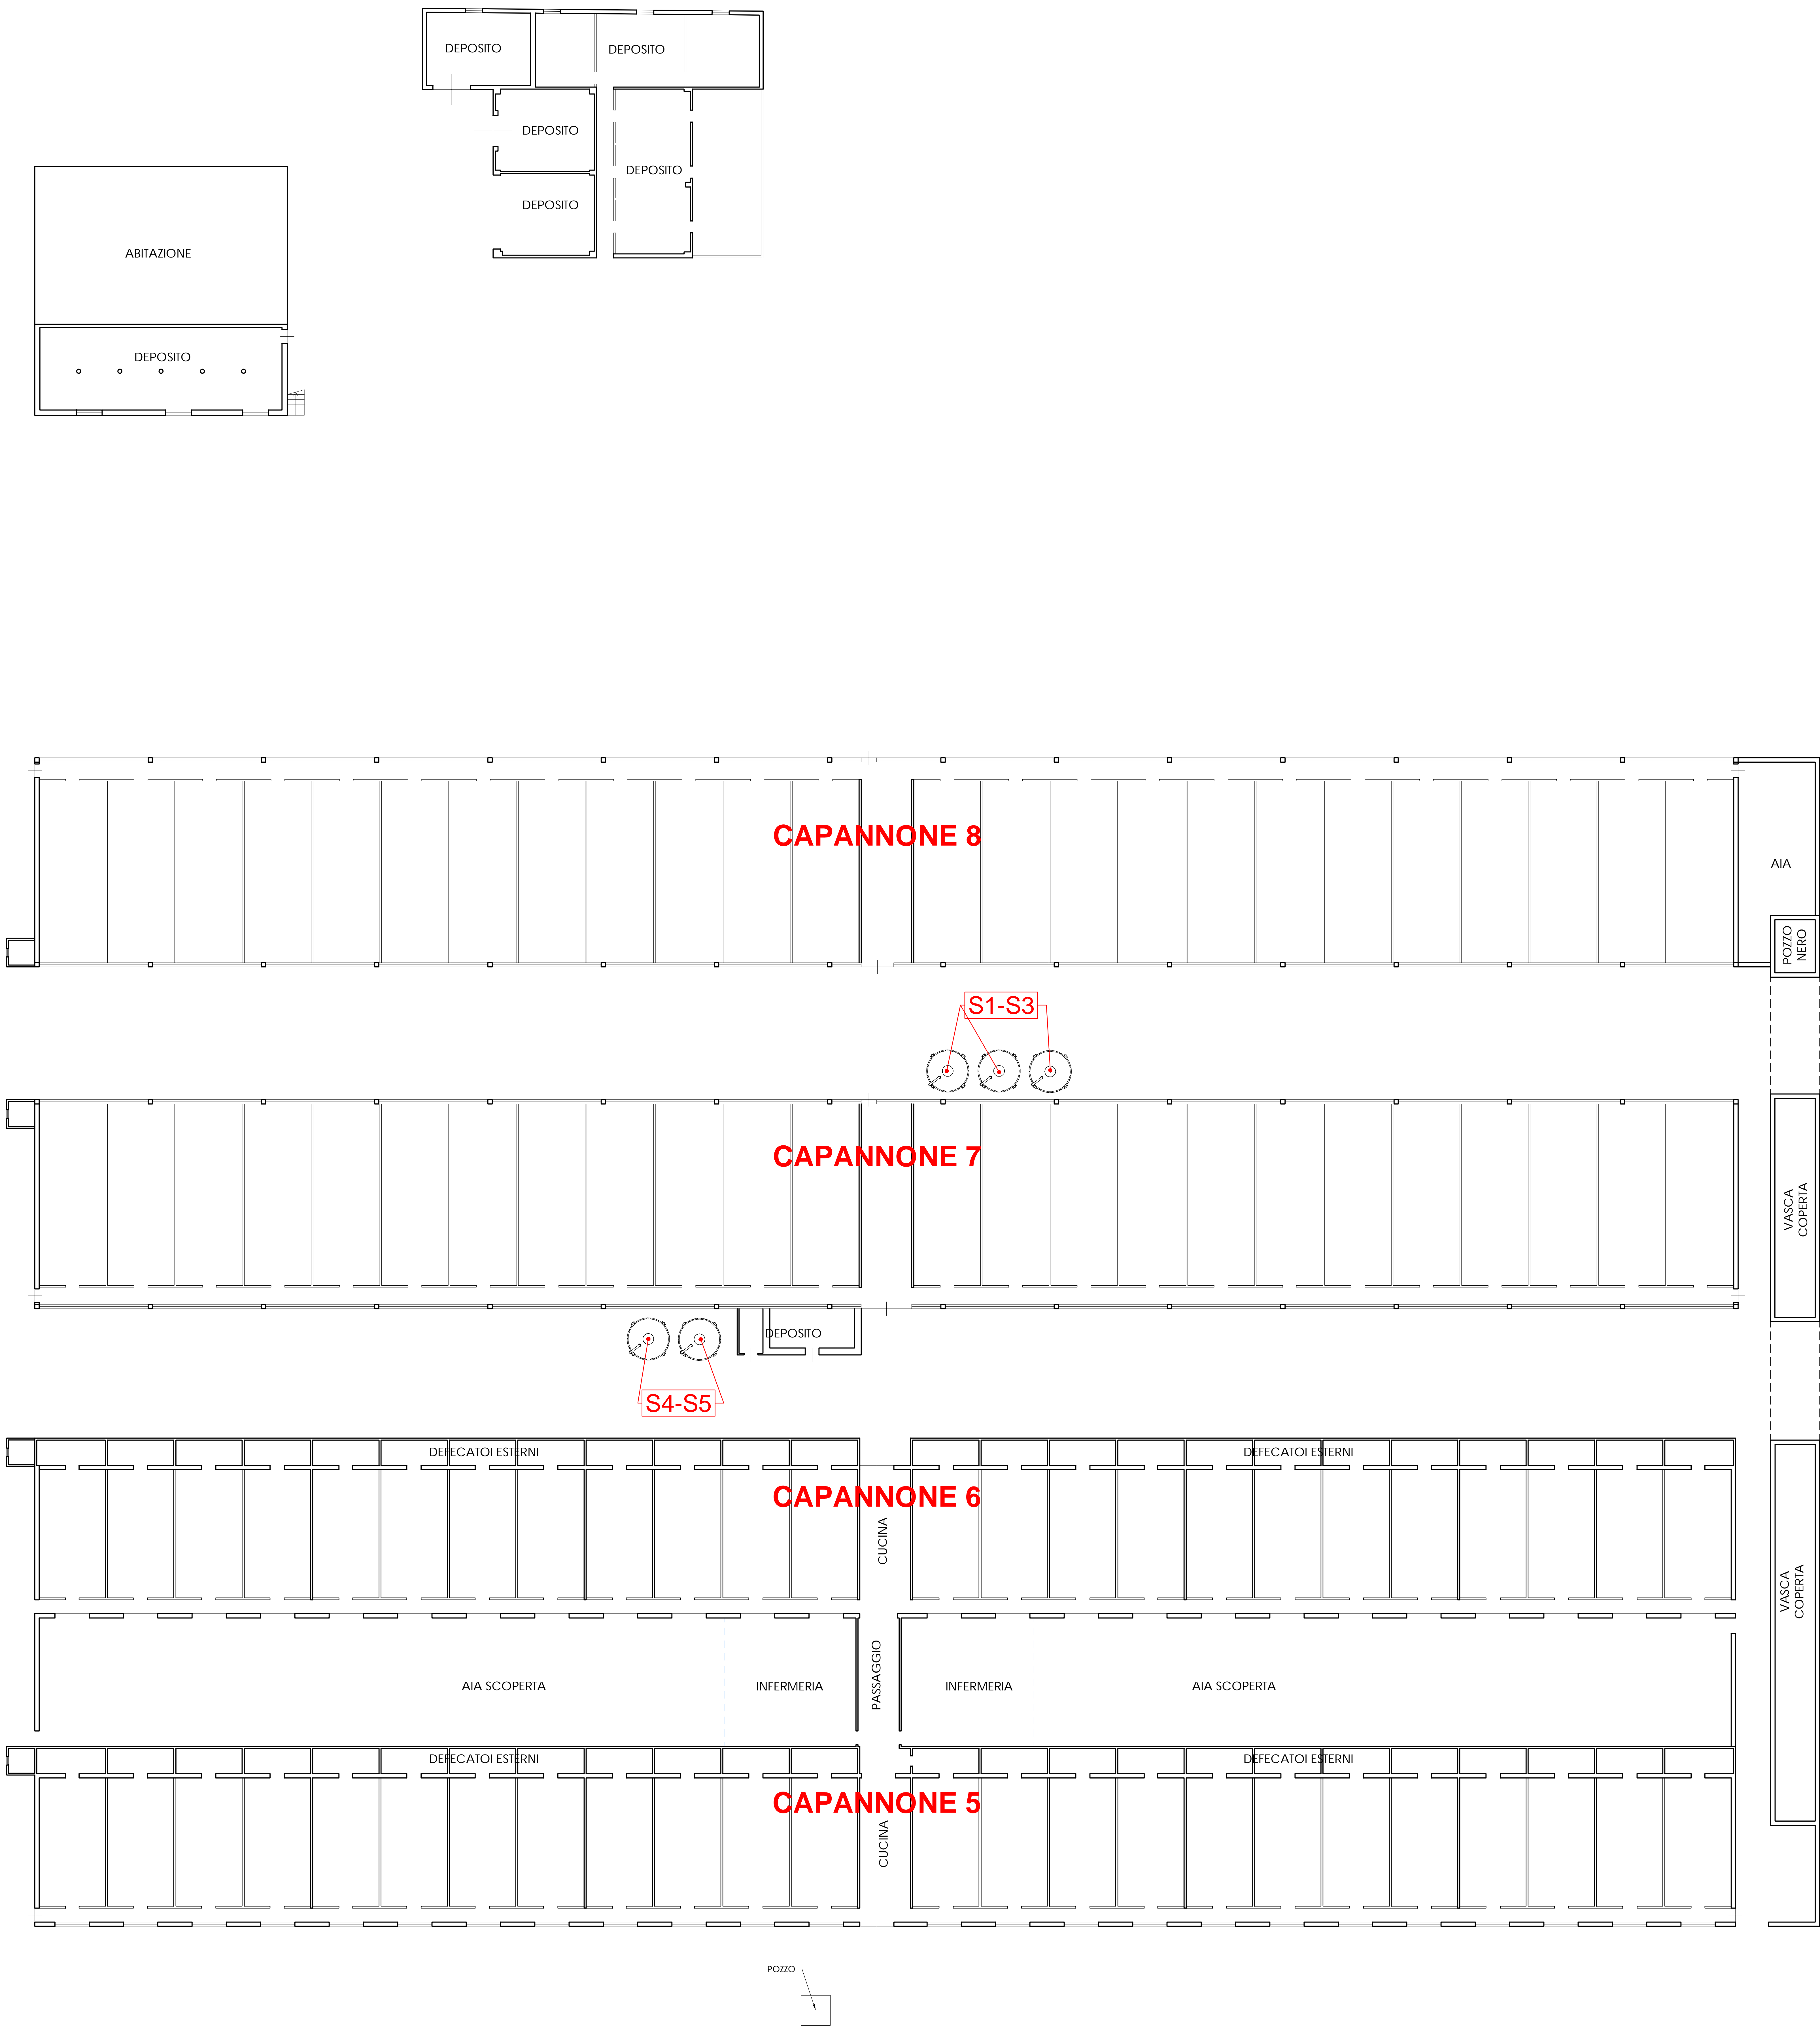 DEPOSITO
DEPOSITO
DEPOSITO
DEPOSITO
DEPOSITO
ABITAZIONE
DEPOSITO
CAPANNONE 8
AIA
POZZO
NERO
S1-S3
CAPANNONE 7
VASCA
COPERTA
DEPOSITO
S4-S5
DEFECATOI ESTERNI
DEFECATOI ESTERNI
CAPANNONE 6
CUCINA
VASCA
COPERTA
PASSAGGIO
AIA SCOPERTA
INFERMERIA
INFERMERIA
AIA SCOPERTA
DEFECATOI ESTERNI
DEFECATOI ESTERNI
CAPANNONE 5
CUCINA
POZZO